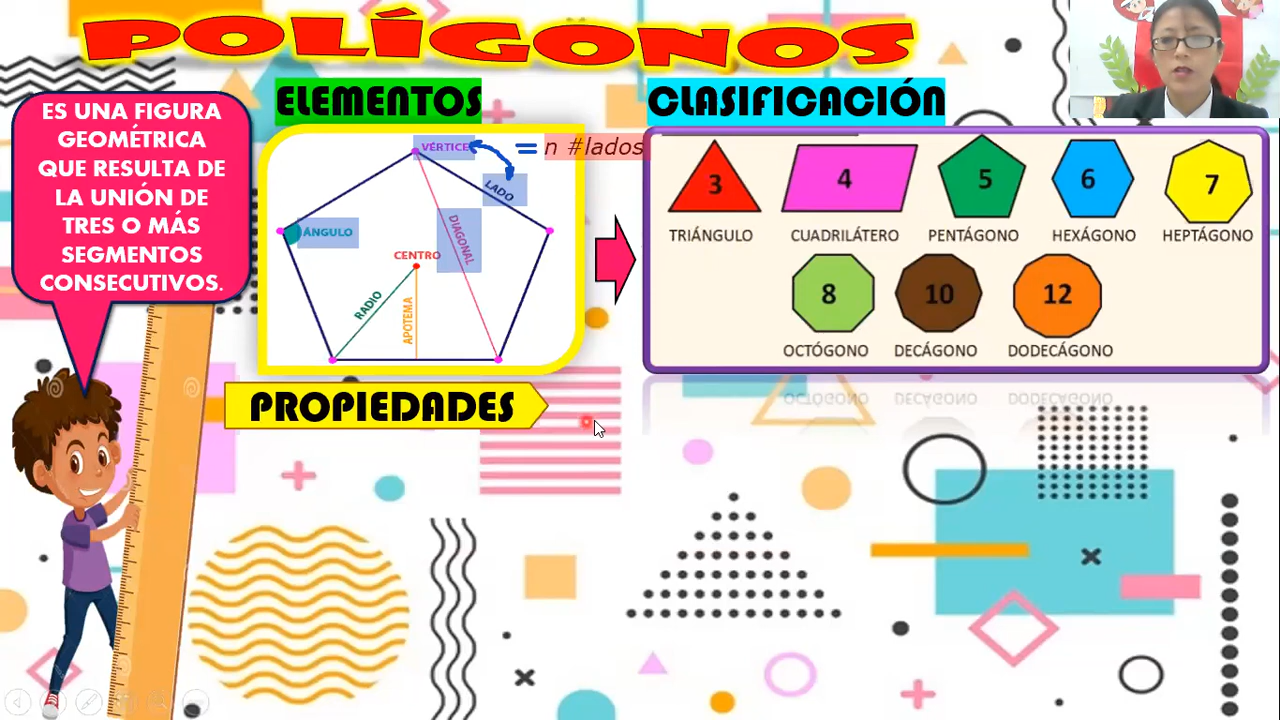 POLÍGONOS
ES UNA FIGURA
GEOMÉTRICA
QUE RESULTA DE
LA UNIÓN DE
TRES O MÁS
SEGMENTOS
CONSECUTIVOS.
ELEMENTOS
VÉRTICE
= n #lados
LADO
ÁNGULO
DIAGONAL
CENTRO
RADIO
APOTEMA
CLASIFICACIÓN
3 4 5 6 7
TRIÁNGULO CUADRILÁTERO PENTÁGONO HEXÁGONO HEPTÁGONO
8 10 12
OCTÓGONO DECÁGONO DODECÁGONO
PROPIEDADES